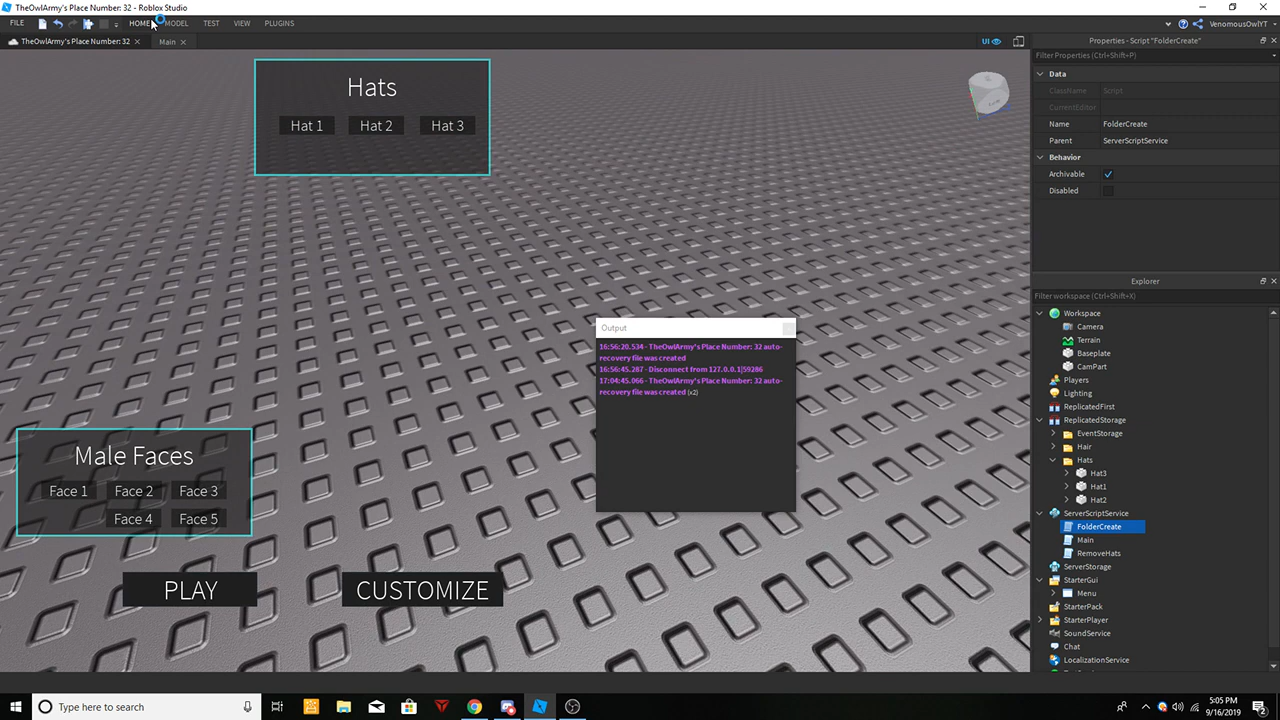 TheOwlArmy's Place Number: 32 - Roblox Studio
FILE HOME MODEL TEST VIEW PLUGINS VenomousOwlYT
TheOwlArmy's Place Number: 32 Main UI
Hats
Hat 1 Hat 2 Hat 3
Male Faces
Face 1 Face 2 Face 3
Face 4 Face 5
PLAY CUSTOMIZE
Output
16:56:20.534 - TheOwlArmy's Place Number: 32 auto-
recovery file was created
16:56:45.287 - Disconnect from 127.0.0.1|59286
17:04:45.066 - TheOwlArmy's Place Number: 32 auto-
recovery file was created (x2)
Properties - Script "FolderCreate"
Filter Properties (Ctrl+Shift+P)
Data
ClassName Script
CurrentEditor
Name FolderCreate
Parent ServerScriptService
Behavior
Archivable
Disabled
Explorer
Filter workspace (Ctrl+Shift+X)
Workspace
Camera
Terrain
Baseplate
CamPart
Players
Lighting
ReplicatedFirst
ReplicatedStorage
EventStorage
Hair
Hats
Hat3
Hat1
Hat2
ServerScriptService
FolderCreate
Main
RemoveHats
ServerStorage
StarterGui
Menu
StarterPack
StarterPlayer
SoundService
Chat
LocalizationService
Type here to search
5:05 PM
9/16/2019
2